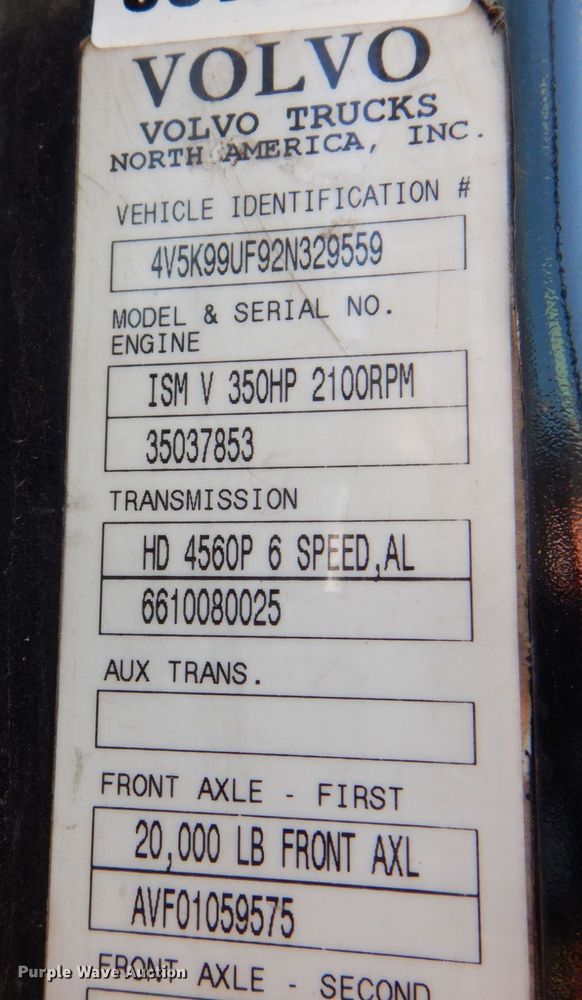 VOLVO
VOLVO TRUCKS
NORTH AMERICA, INC.
VEHICLE IDENTIFICATION #
4V5K99UF92N329559
MODEL & SERIAL NO.
ENGINE
ISM V 350HP 2100RPM
35037853
TRANSMISSION
HD 4560P 6 SPEED,AL
6610080025
AUX TRANS.
FRONT AXLE - FIRST
20,000 LB FRONT AXL
AVF01059575
FRONT AXLE - SECOND
Purple Wave Auction